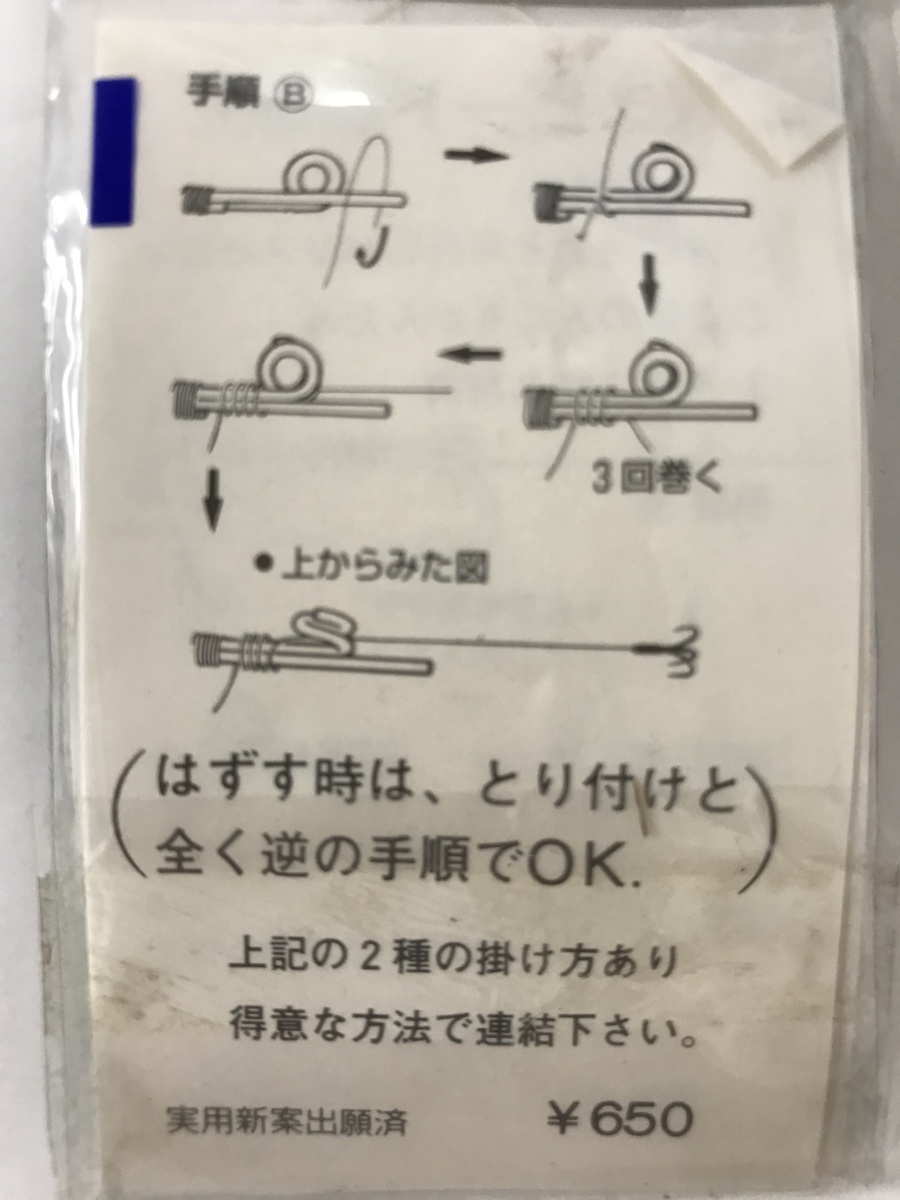 手順 Ⓑ
3回巻く
●上からみた図
(はずす時は、とり付けと
全く逆の手順でOK.)
上記の2種の掛け方あり
得意な方法で連結下さい。
実用新案出願済 ￥650